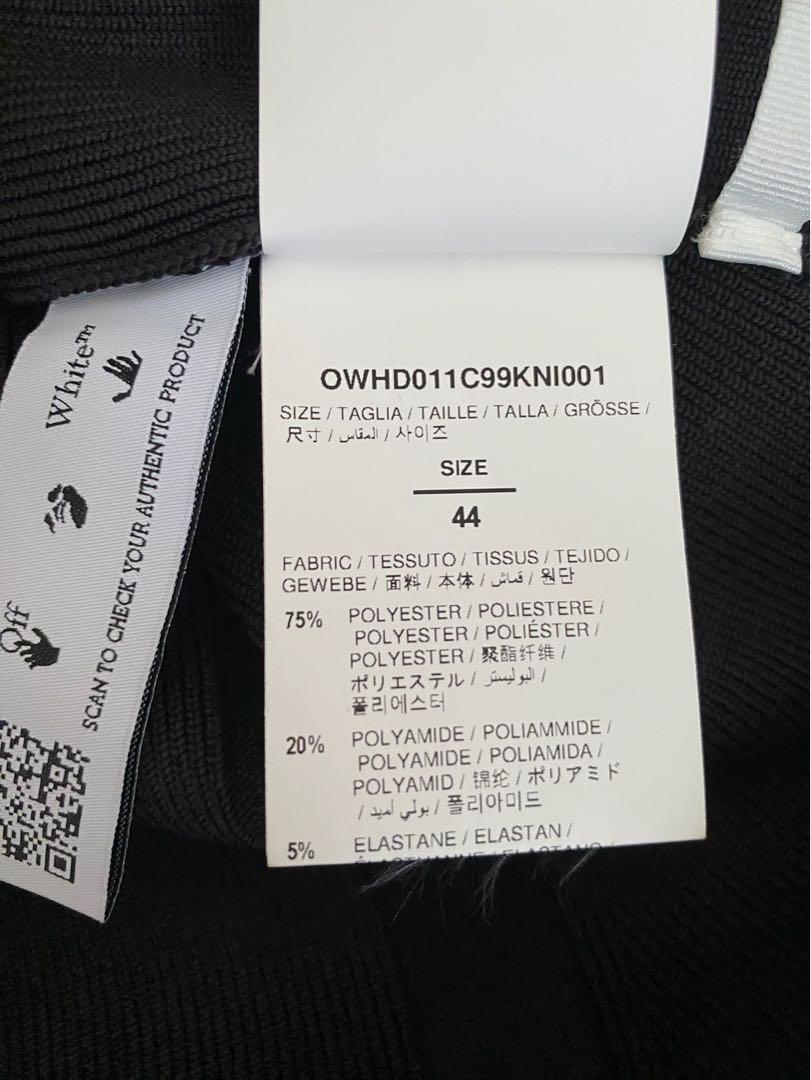 OWHD011C99KNI001
SIZE / TAGLIA / TAILLE / TALLA / GRÖSSE /
尺寸 / المقاس / 사이즈
SIZE
44
FABRIC / TESSUTO / TISSUS / TEJIDO /
GEWEBE / 面料 / 本体 / قماش / 원단
75% POLYESTER / POLIESTERE /
POLYESTER / POLIÉSTER /
POLYESTER / 聚酯纤维 /
ポリエステル / البوليستر /
폴리에스터
20% POLYAMIDE / POLIAMMIDE /
POLYAMIDE / POLIAMIDA /
POLYAMID / 锦纶 / ポリアミド
/ بولي أميد / 폴리아미드
5% ELASTANE / ELASTAN /
Off
White™
SCAN TO CHECK YOUR AUTHENTIC PRODUCT